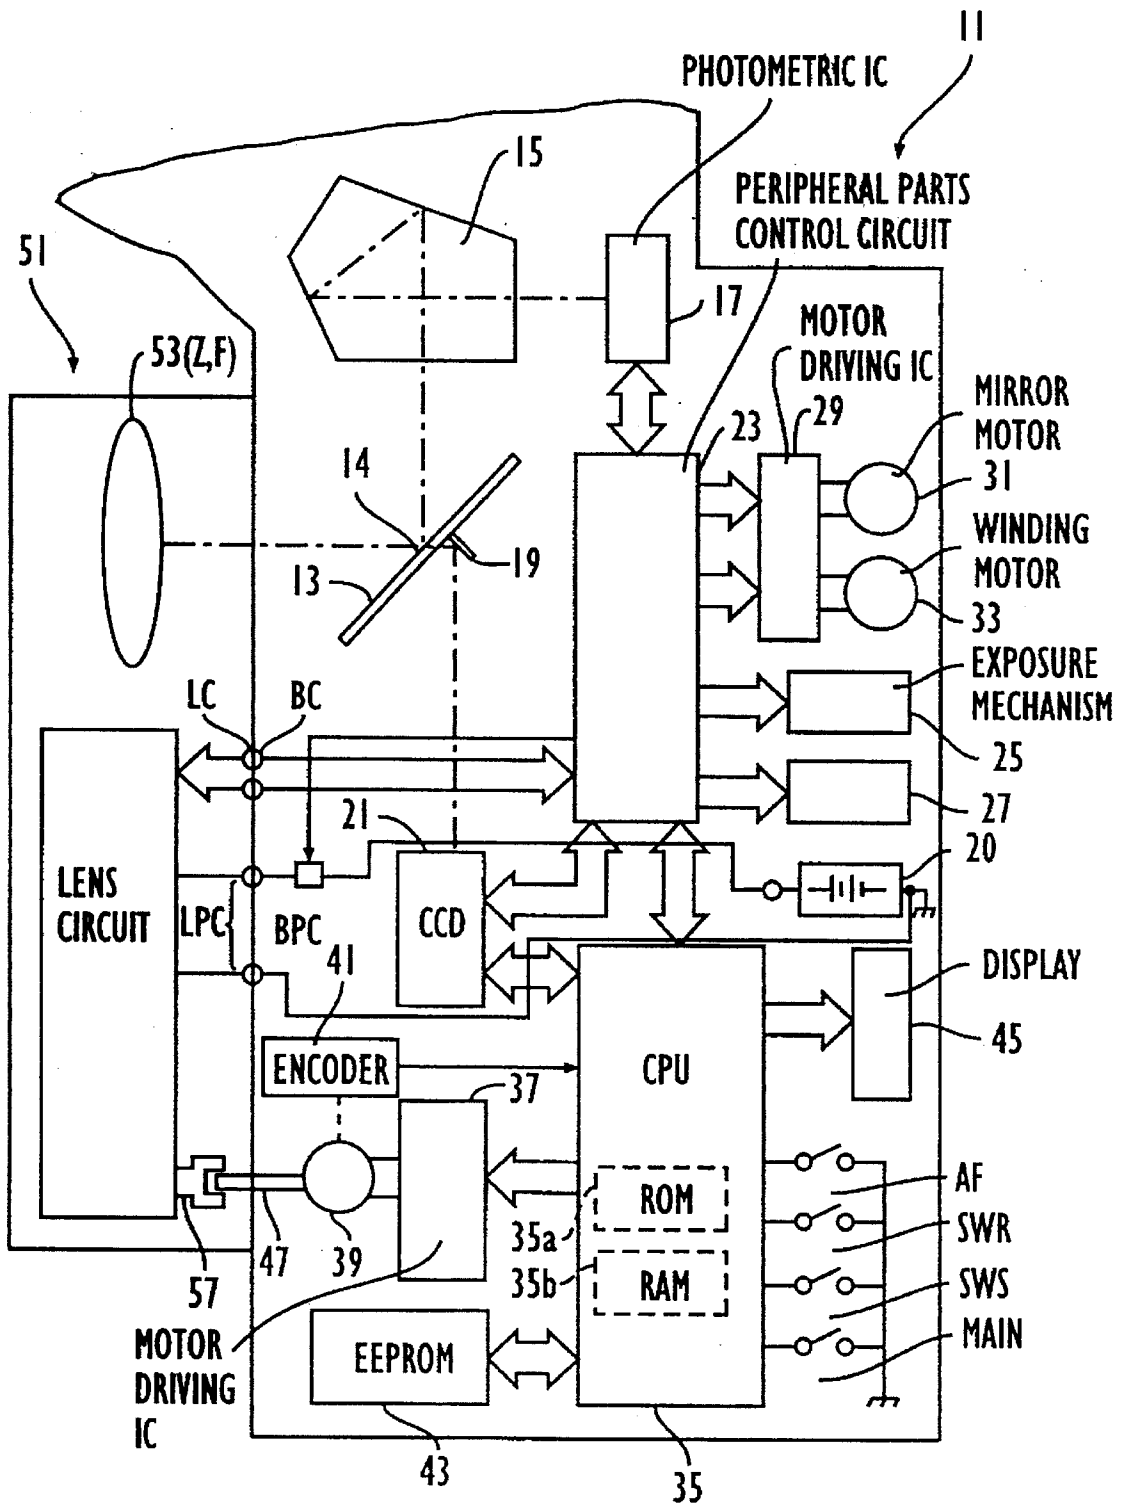 11
PHOTOMETRIC IC
15
PERIPHERAL PARTS
CONTROL CIRCUIT
51
17
53(Z,F)
MOTOR
DRIVING IC
29
MIRROR
MOTOR
31
23
14
WINDING
MOTOR
33
13
19
EXPOSURE
MECHANISM
25
LC
BC
27
21
20
LENS
CIRCUIT
LPC
BPC
CCD
41
DISPLAY
45
ENCODER
37
CPU
ROM
35a
RAM
35b
AF
SWR
SWS
MAIN
57
47
39
MOTOR
DRIVING
IC
EEPROM
43
35